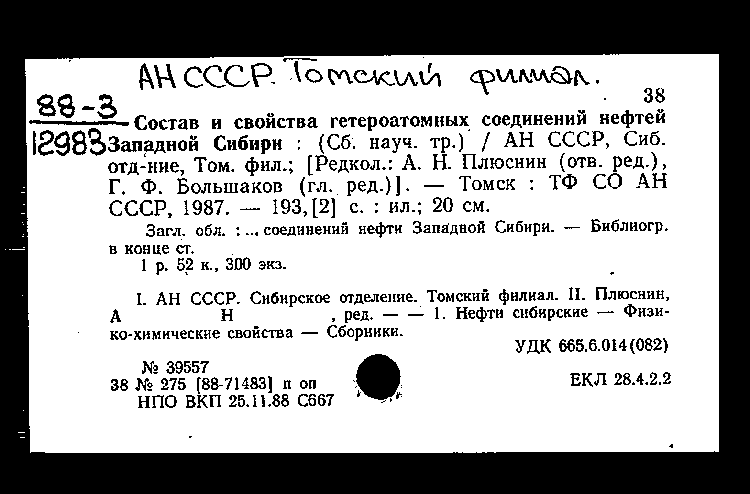 АН СССР. Томский филиал.
38
88-3
12983
Состав и свойства гетероатомных соединений нефтей
Западной Сибири : (Сб. науч. тр.) / АН СССР, Сиб.
отд-ние, Том. фил.; [Редкол.: А. Н. Плюснин (отв. ред.),
Г. Ф. Большаков (гл. ред.)]. — Томск : ТФ СО АН
СССР, 1987. — 193,[2] с. : ил.; 20 см.
Загл. обл. : ... соединений нефти Западной Сибири. — Библиогр.
в конце ст.
1 р. 52 к., 300 экз.
I. АН СССР. Сибирское отделение. Томский филиал. II. Плюснин,
А Н , ред. — — 1. Нефти сибирские — Физи-
ко-химические свойства — Сборники.
УДК 665.6.014(082)
№ 39557
38 № 275 [88-71483] п оп
ЕКЛ 28.4.2.2
НПО ВКП 25.11.88 С667